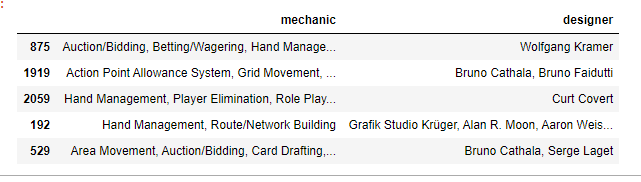 :
mechanic designer
875 Auction/Bidding, Betting/Wagering, Hand Manage... Wolfgang Kramer
1919 Action Point Allowance System, Grid Movement, ... Bruno Cathala, Bruno Faidutti
2059 Hand Management, Player Elimination, Role Play... Curt Covert
192 Hand Management, Route/Network Building Grafik Studio Krüger, Alan R. Moon, Aaron Weis...
529 Area Movement, Auction/Bidding, Card Drafting,... Bruno Cathala, Serge Laget